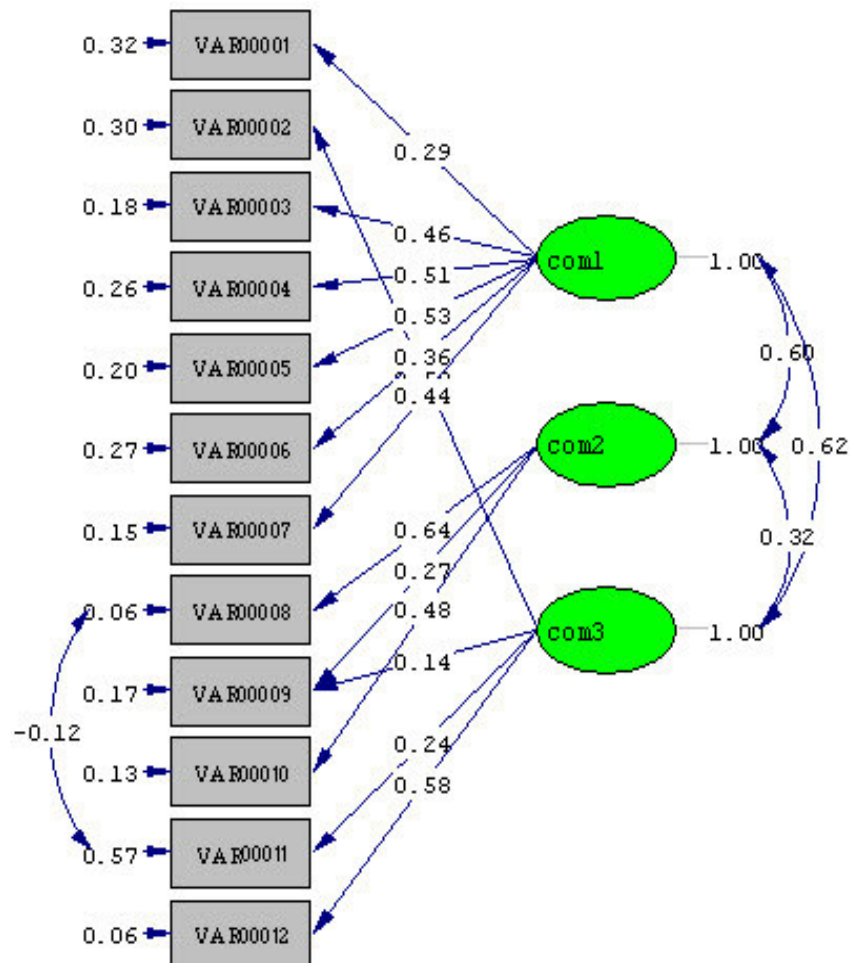 0.32 VAR00001
0.30 VAR00002
0.29
0.18 VAR00003
0.46
com1 1.00
0.51
0.26 VAR00004
0.53
0.60
0.36
0.20 VAR00005
0.44
com2 1.00 0.62
0.27 VAR00006
0.64
0.15 VAR00007
0.32
0.27
0.48
0.06 VAR00008
com3 1.00
0.14
0.17 VAR00009
-0.12
0.24
0.13 VAR00010
0.58
0.57 VAR00011
0.06 VAR00012